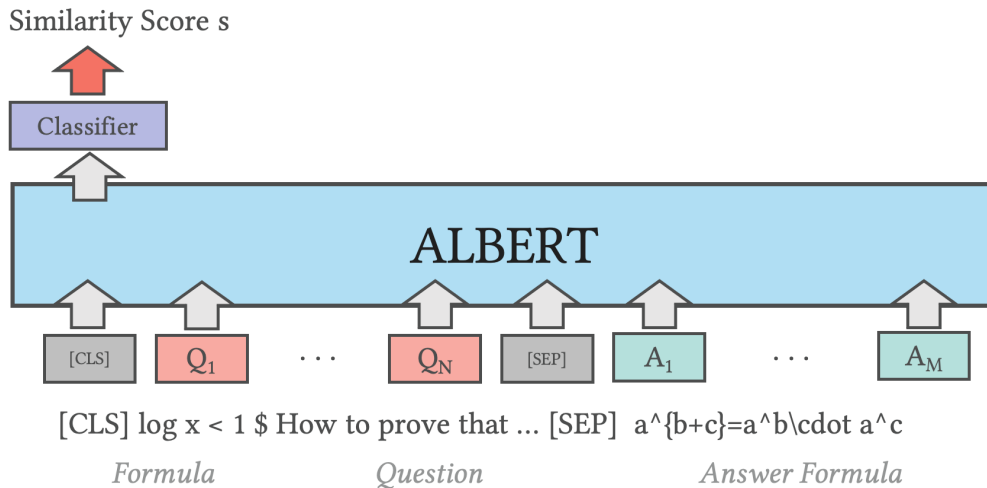 Similarity Score s
Classifier
ALBERT
[CLS] Q1 ... QN [SEP] A1 ... AM
[CLS] log x < 1 $ How to prove that ... [SEP] a^{b+c}=a^b\cdot a^c
Formula Question Answer Formula